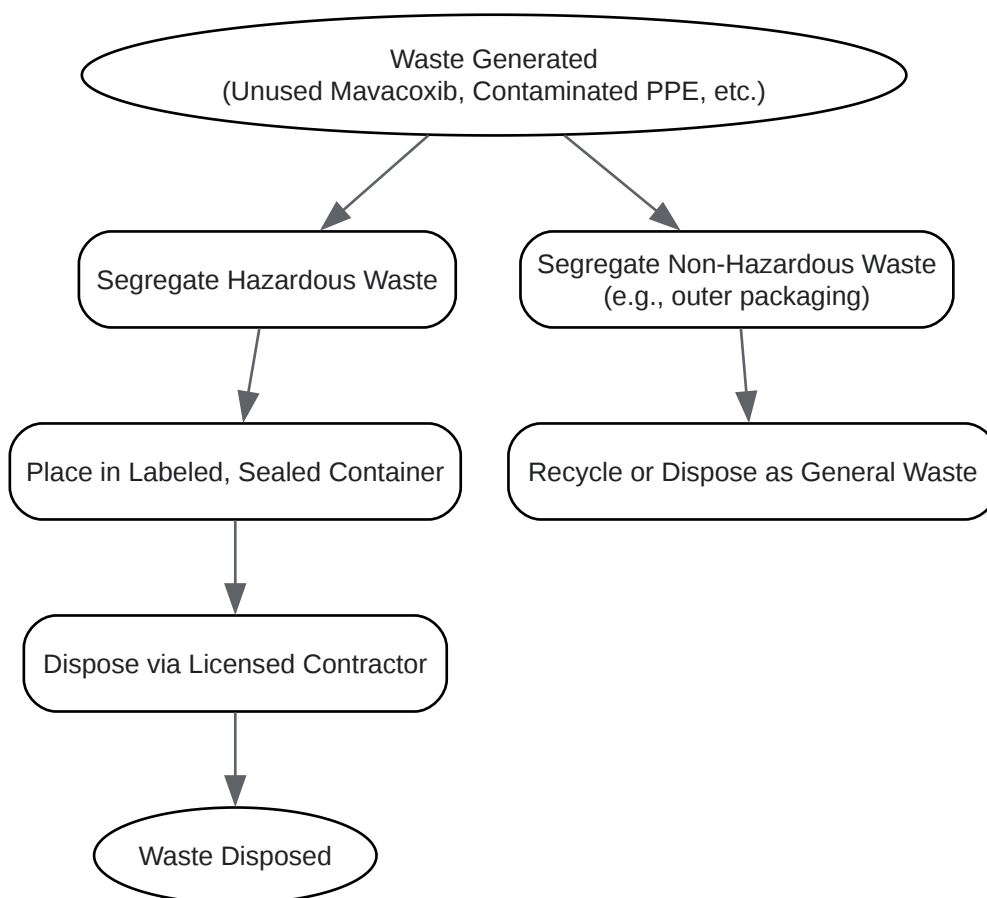 Waste Generated
(Unused Mavacoxib, Contaminated PPE, etc.)
Segregate Hazardous Waste
Segregate Non-Hazardous Waste
(e.g., outer packaging)
Place in Labeled, Sealed Container
Recycle or Dispose as General Waste
Dispose via Licensed Contractor
Waste Disposed